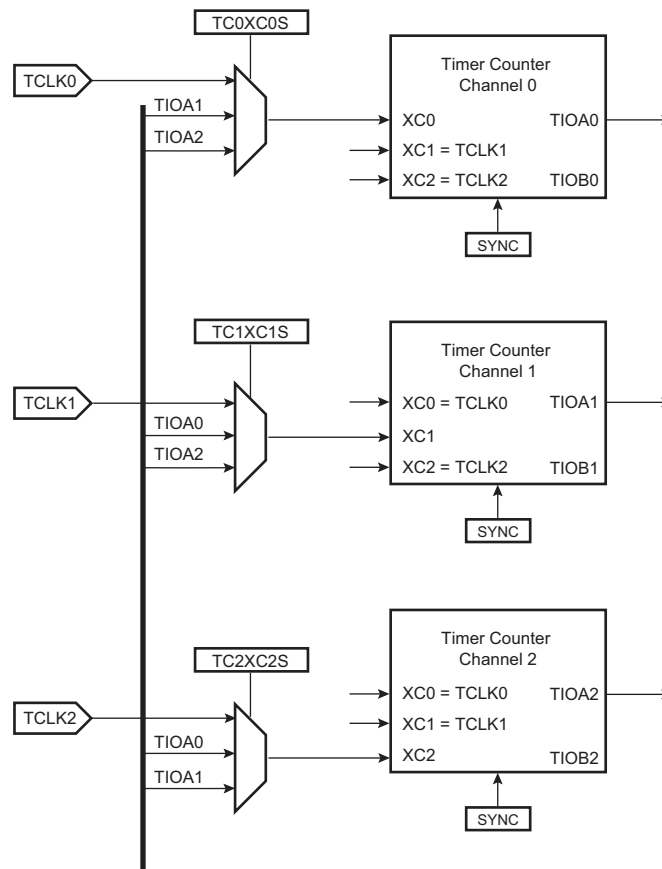 TC0XC0S
TCLK0
TIOA1
TIOA2
Timer Counter
Channel 0
XC0
TIOA0
XC1 = TCLK1
XC2 = TCLK2
TIOB0
SYNC
TC1XC1S
TCLK1
TIOA0
TIOA2
Timer Counter
Channel 1
XC0 = TCLK0
TIOA1
XC1
XC2 = TCLK2
TIOB1
SYNC
TC2XC2S
TCLK2
TIOA0
TIOA1
Timer Counter
Channel 2
XC0 = TCLK0
TIOA2
XC1 = TCLK1
XC2
TIOB2
SYNC